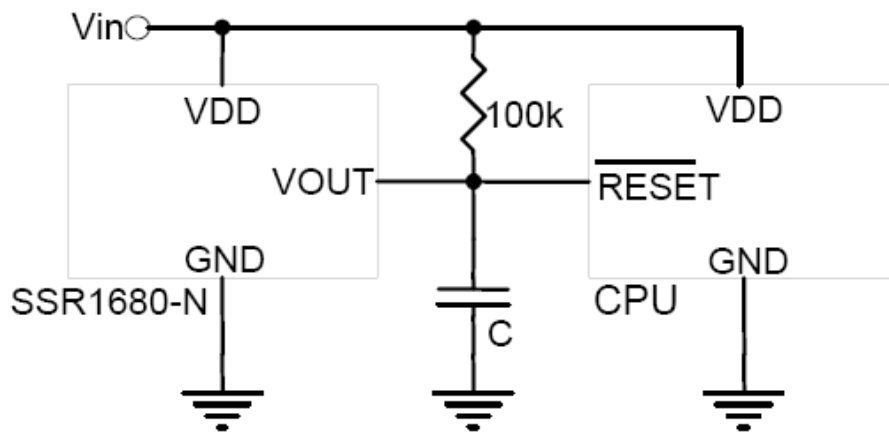 Vin
VDD
VDD
100k
VOUT
RESET
GND
GND
SSR1680-N
CPU
C